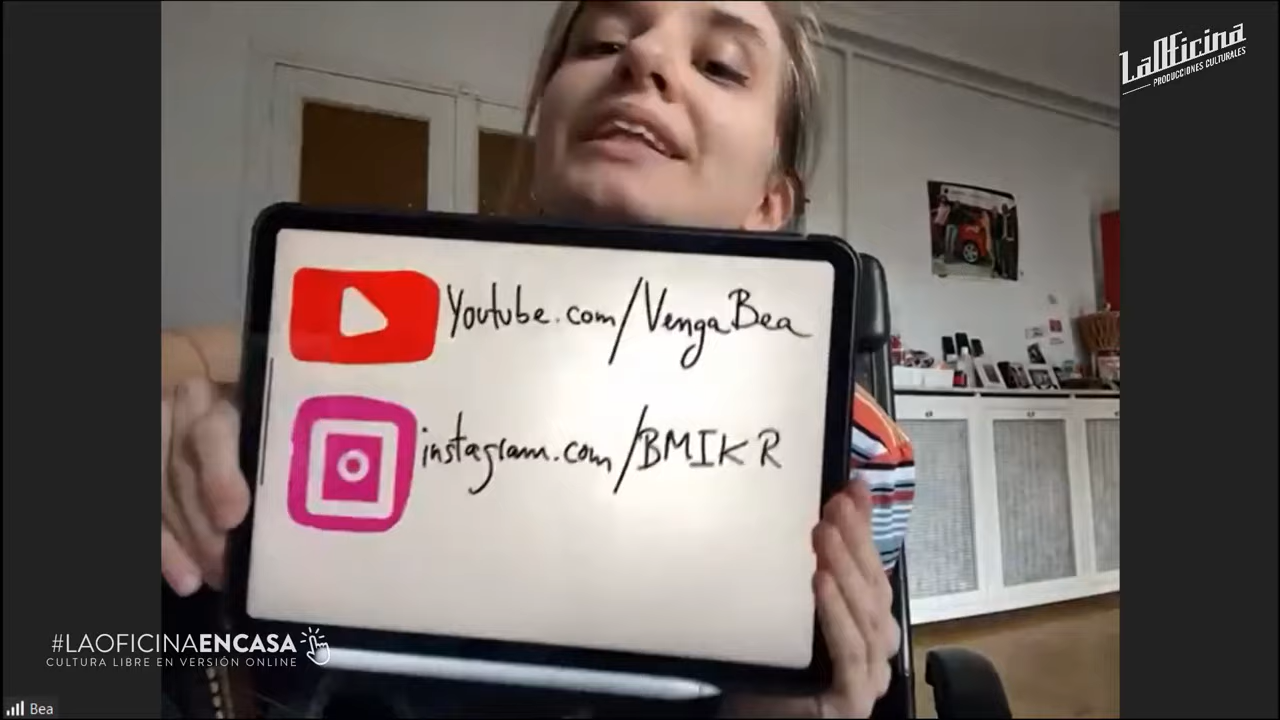 LaOficina
PRODUCCIONES CULTURALES
Youtube.com/VengaBea
instagram.com/BMIKR
#LAOFICINAENCASA
CULTURA LIBRE EN VERSIÓN ONLINE
Bea